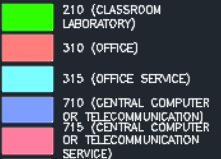 210 (CLASSROOM
LABORATORY)
310 (OFFICE)
315 (OFFICE SERVICE)
710 (CENTRAL COMPUTER
OR TELECOMMUNICATION)
715 (CENTRAL COMPUTER
OR TELECOMMUNICATION
SERVICE)